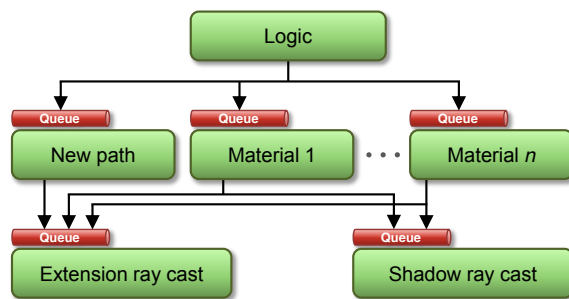 Logic
Queue Queue Queue
New path Material 1 Material n
Queue Queue
Extension ray cast Shadow ray cast